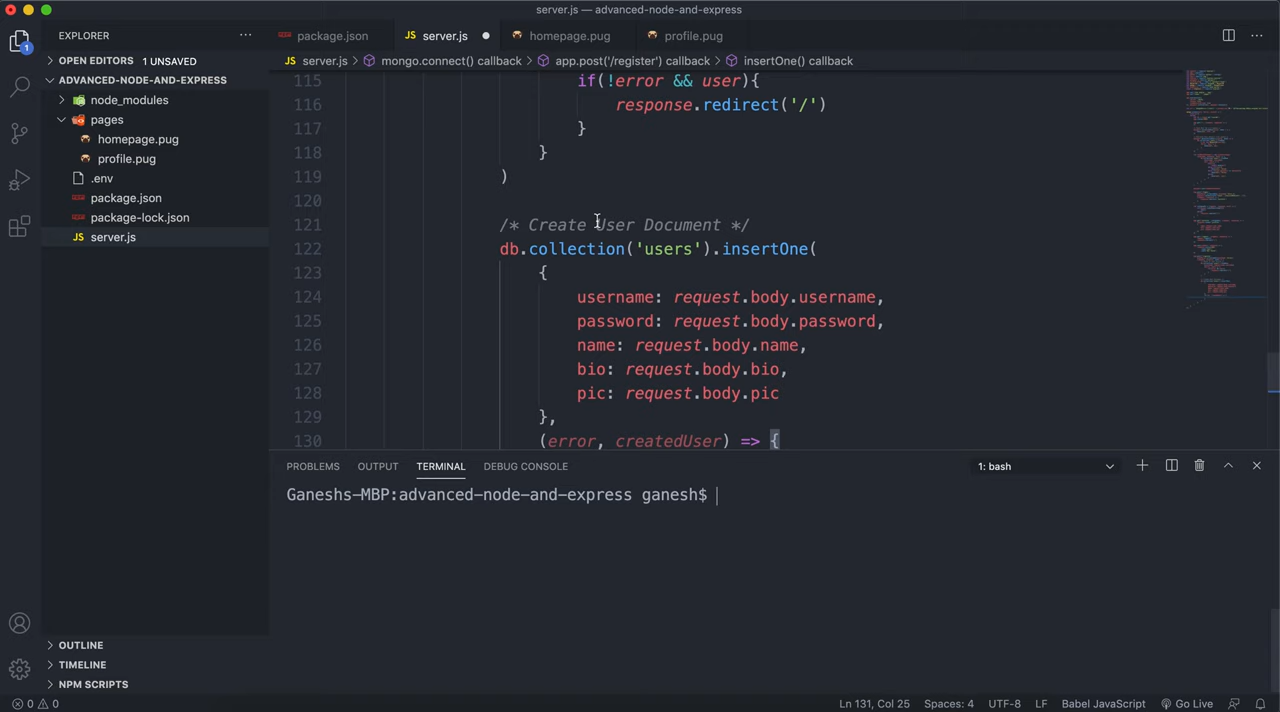 server.js — advanced-node-and-express
EXPLORER
package.json
JS server.js
homepage.pug
profile.pug
OPEN EDITORS 1 UNSAVED
JS server.js > mongo.connect() callback > app.post('/register') callback > insertOne() callback
ADVANCED-NODE-AND-EXPRESS
node_modules
pages
homepage.pug
profile.pug
.env
package.json
package-lock.json
JS server.js
1
115 if(!error && user){
116 response.redirect('/')
117 }
118 }
119 )
120
121 /* Create User Document */
122 db.collection('users').insertOne(
123 {
124 username: request.body.username,
125 password: request.body.password,
126 name: request.body.name,
127 bio: request.body.bio,
128 pic: request.body.pic
129 },
130 (error, createdUser) => {
PROBLEMS OUTPUT TERMINAL DEBUG CONSOLE 1: bash
Ganeshs-MBP:advanced-node-and-express ganesh$
OUTLINE
TIMELINE
NPM SCRIPTS
0 0 Ln 131, Col 25 Spaces: 4 UTF-8 LF Babel JavaScript Go Live